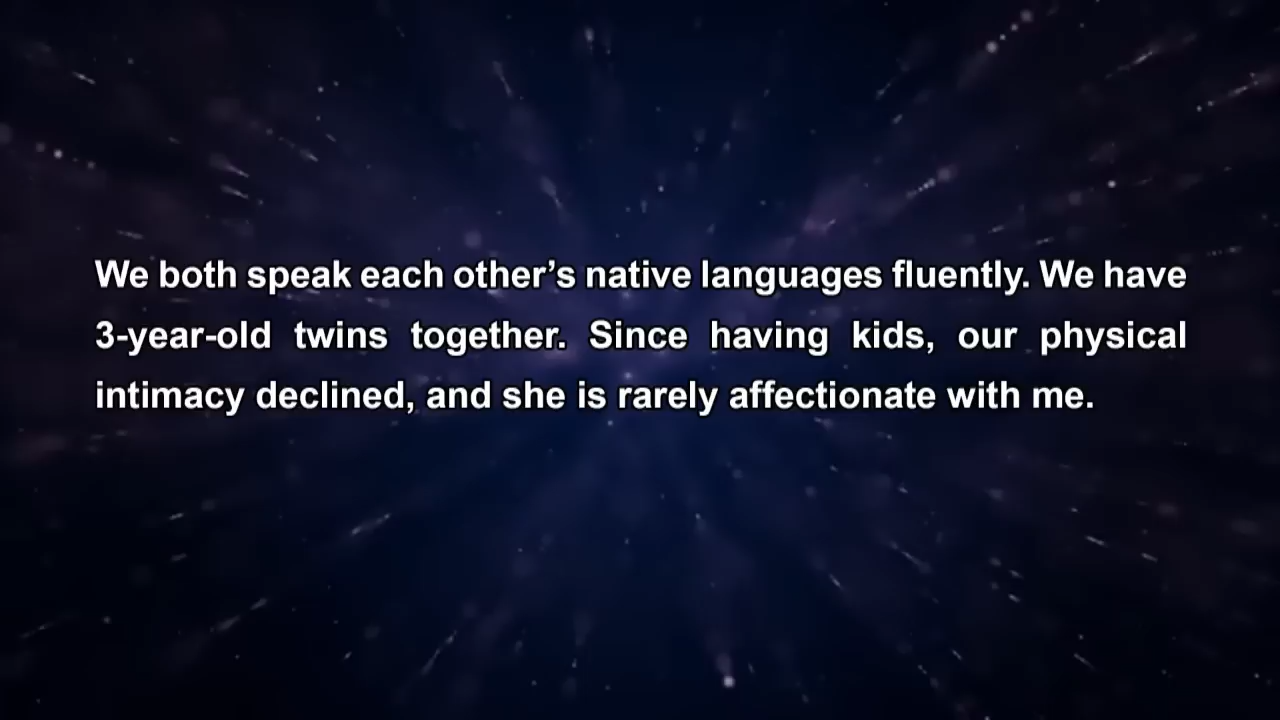 We both speak each other’s native languages fluently. We have
3-year-old twins together. Since having kids, our physical
intimacy declined, and she is rarely affectionate with me.